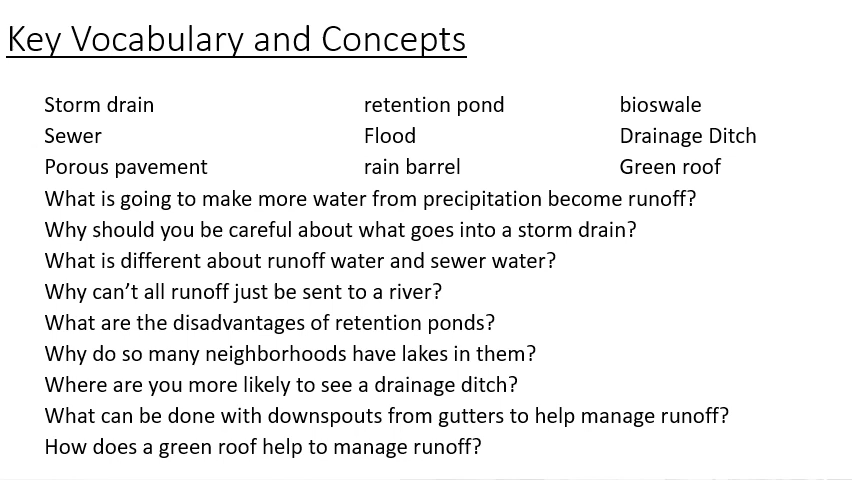 Key Vocabulary and Concepts
Storm drain retention pond bioswale
Sewer Flood Drainage Ditch
Porous pavement rain barrel Green roof
What is going to make more water from precipitation become runoff?
Why should you be careful about what goes into a storm drain?
What is different about runoff water and sewer water?
Why can’t all runoff just be sent to a river?
What are the disadvantages of retention ponds?
Why do so many neighborhoods have lakes in them?
Where are you more likely to see a drainage ditch?
What can be done with downspouts from gutters to help manage runoff?
How does a green roof help to manage runoff?